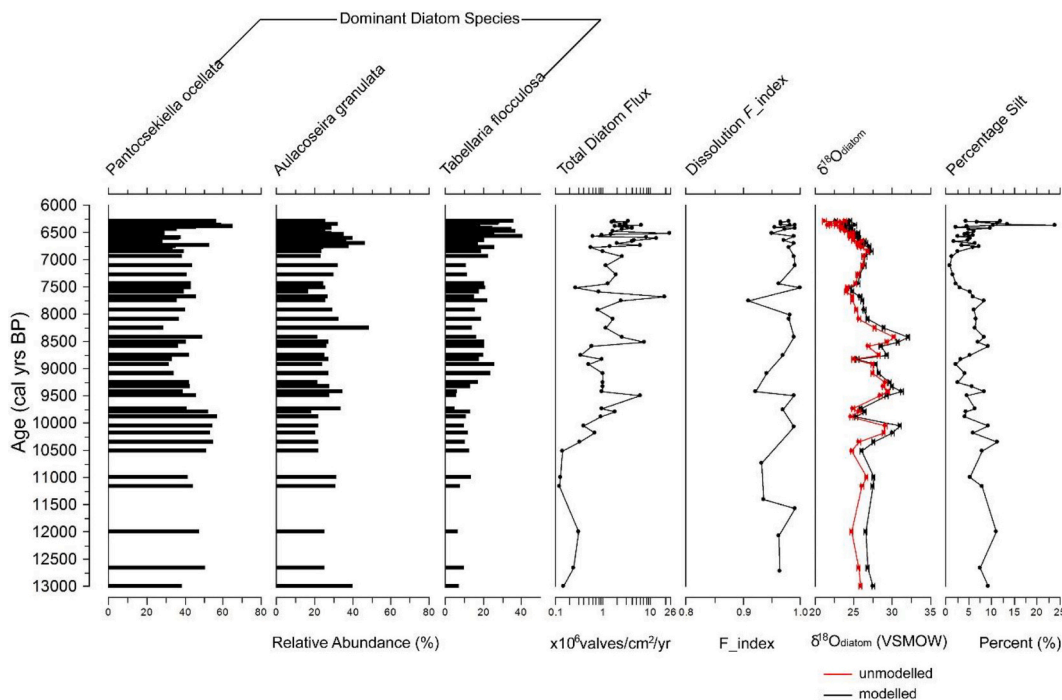 Dominant Diatom Species
Pantocsekiella ocellata
Aulacoseira granulata
Tabellaria flocculosa
Total Diatom Flux
Dissolution F_index
δ18Odiatom
Percentage Silt
Age (cal yrs BP)
6000
6500
7000
7500
8000
8500
9000
9500
10000
10500
11000
11500
12000
12500
13000
0 20 40 60 80 0 20 40 60 80 0 20 40 0.1 1 10 26 0.8 0.9 1.0 20 25 30 35 0 5 10 15 20 25
Relative Abundance (%) x10⁶valves/cm²/yr F_index δ18Odiatom (VSMOW) Percent (%)
unmodelled
modelled